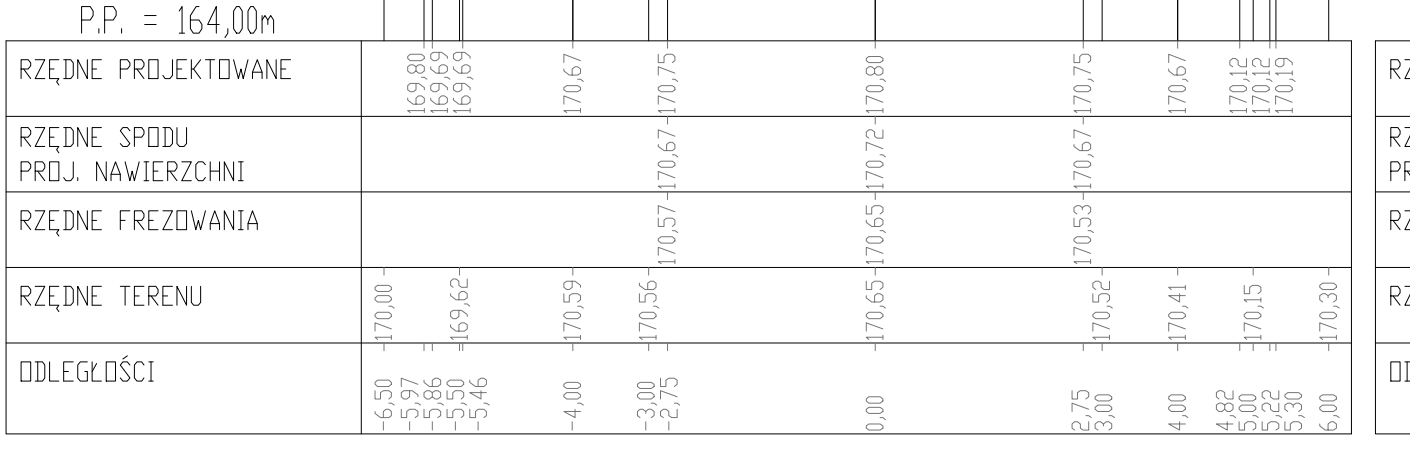 P.P. = 164,00m
RZĘDNE PROJEKTOWANE 169,80 169,69 169,69 170,67 170,75 170,80 170,75 170,67 170,12 170,12 170,19
RZĘDNE SPODU
PROJ. NAWIERZCHNI 170,67 170,72 170,67
RZĘDNE FREZOWANIA 170,57 170,65 170,53
RZĘDNE TERENU 170,00 169,62 170,59 170,56 170,65 170,52 170,41 170,15 170,30
ODLEGŁOŚCI -6,50 -5,97 -5,86 -5,50 -5,46 -4,00 -3,00 -2,75 0,00 2,75 3,00 4,00 4,82 5,00 5,22 5,30 6,00